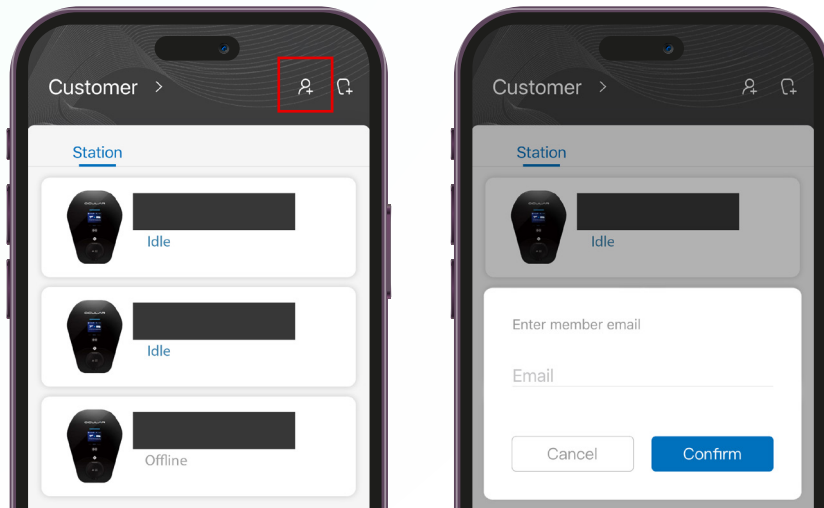 Customer >
Station
Idle
Idle
Offline
Customer >
Station
Idle
Enter member email
Email
Cancel
Confirm